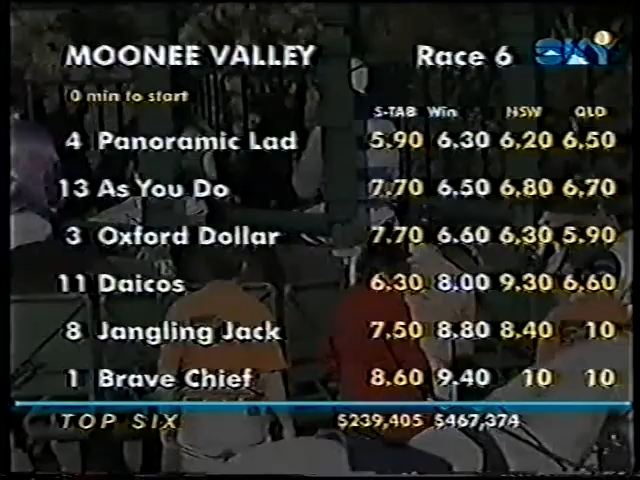 MOONEE VALLEY Race 6 SKY
0 min to start
S-TAB Win NSW QLD
4 Panoramic Lad 5.90 6.30 6.20 6.50
13 As You Do 7.70 6.50 6.80 6.70
3 Oxford Dollar 7.70 6.60 6.30 5.90
11 Daicos 6.30 8.00 9.30 6.60
8 Jangling Jack 7.50 8.80 8.40 10
1 Brave Chief 8.60 9.40 10 10
TOP SIX $239,405 $467,374